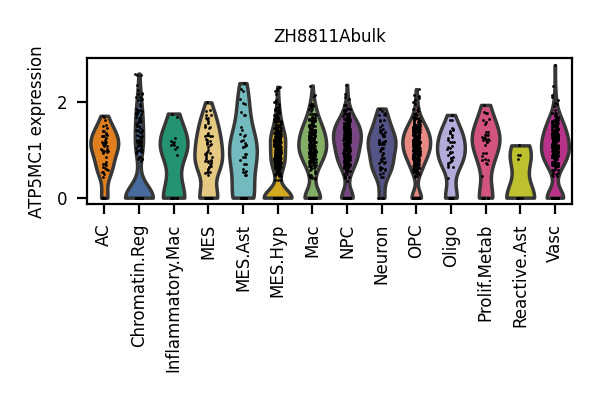 ZH8811Abulk
ATP5MC1 expression
2
0
AC
Chromatin.Reg
Inflammatory.Mac
MES
MES.Ast
MES.Hyp
Mac
NPC
Neuron
OPC
Oligo
Prolif.Metab
Reactive.Ast
Vasc